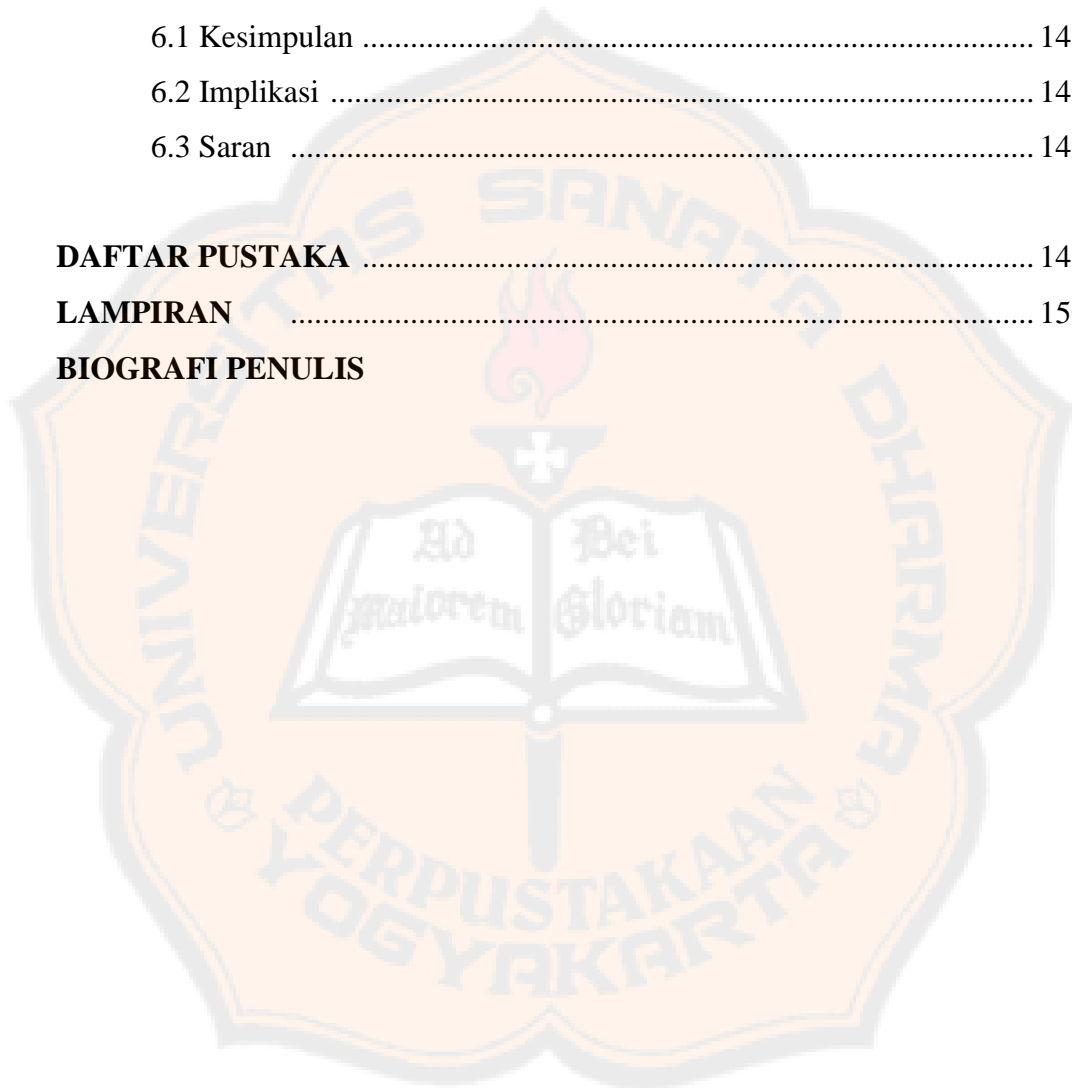 6.1 Kesimpulan ..................................................................................... 14
6.2 Implikasi ......................................................................................... 14
6.3 Saran .............................................................................................. 14
DAFTAR PUSTAKA ..................................................................................... 14
LAMPIRAN .............................................................................................. 15
BIOGRAFI PENULIS
UNIVERSITAS SANATA DHARMA
Ad Dei
Maiorem Gloriam
PERPUSTAKAAN
YOGYAKARTA